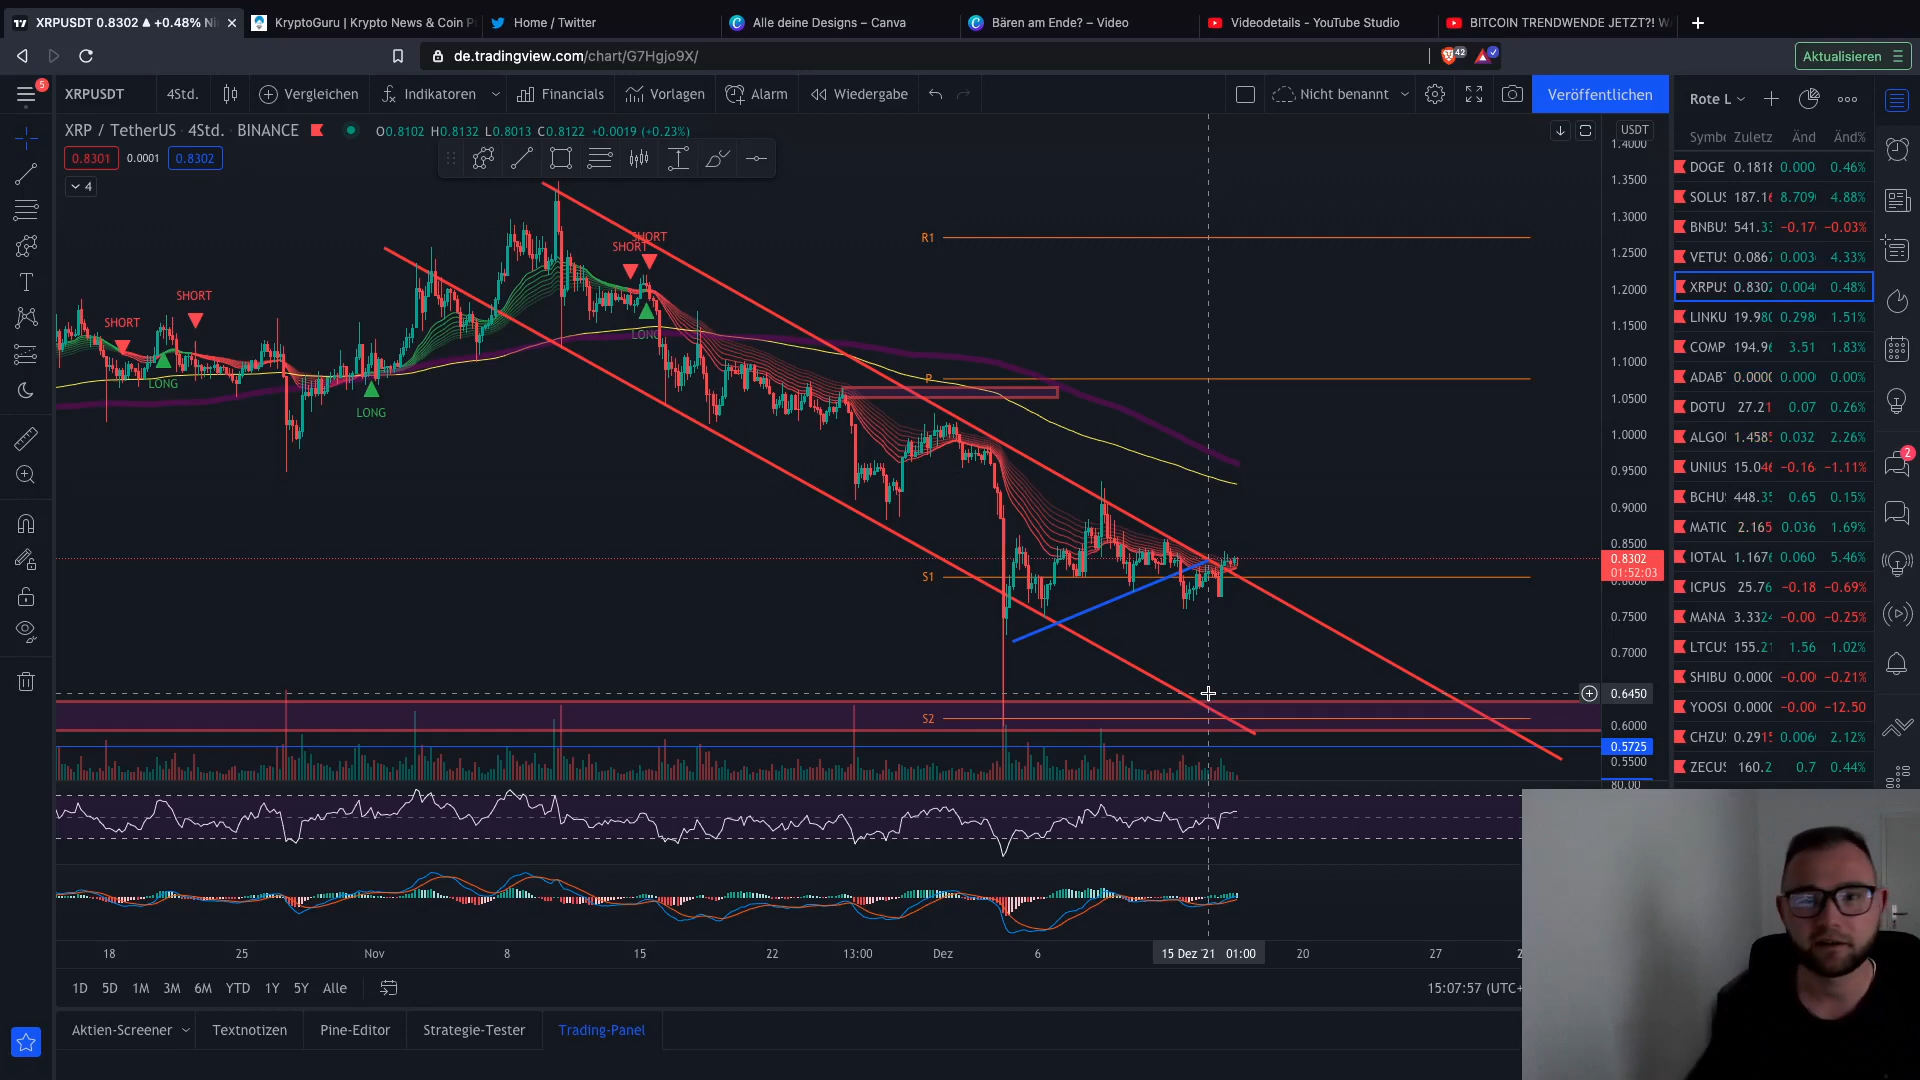 XRPUSDT 0.8302 ▲ +0.48% Ni
KryptoGuru | Krypto News & Coin P
Home / Twitter
Alle deine Designs – Canva
Bären am Ende? – Video
Videodetails – YouTube Studio
BITCOIN TRENDWENDE JETZT?! W
de.tradingview.com/chart/G7Hgjo9X/
42
Aktualisieren
5
XRPUSDT
4Std.
Vergleichen
Indikatoren
Financials
Vorlagen
Alarm
Wiedergabe
Nicht benannt
Veröffentlichen
Rote L
XRP / TetherUS · 4Std. · BINANCE
O0.8102 H0.8132 L0.8013 C0.8122 +0.0019 (+0.23%)
0.8301
0.0001
0.8302
4
USDT
1.4000
1.3500
1.3000
1.2500
1.2000
1.1500
1.1000
1.0500
1.0000
0.9500
0.9000
0.8500
0.8302
01:52:03
0.8000
0.7500
0.7000
0.6450
0.6000
0.5725
0.5500
80.00
R1
P
S1
S2
SHORT
SHORT
SHORT
SHORT
LONG
LONG
LONG
Symbo Zuletz Änd Änd%
DOGE 0.1818 0.000 0.46%
SOLUS 187.16 8.709 4.88%
BNBU 541.33 −0.17 −0.03%
VETUS 0.0867 0.003 4.33%
XRPUS 0.8302 0.004 0.48%
LINKU 19.980 0.298 1.51%
COMP 194.96 3.51 1.83%
ADAB 0.0000 0.000 0.00%
DOTU 27.21 0.07 0.26%
ALGO 1.4585 0.032 2.26%
UNIUS 15.046 −0.16 −1.11%
BCHU 448.35 0.65 0.15%
MATIC 2.165 0.036 1.69%
IOTAU 1.1676 0.060 5.46%
ICPUS 25.76 −0.18 −0.69%
MANA 3.3324 −0.00 −0.25%
LTCUS 155.21 1.56 1.02%
SHIBU 0.0000 −0.00 −0.21%
YOOSI 0.0000 −0.00 −12.50
CHZU 0.2915 0.006 2.12%
ZECUS 160.2 0.7 0.44%
2
18
25
Nov
8
15
22
13:00
Dez
6
15 Dez '21 01:00
20
27
1D 5D 1M 3M 6M YTD 1Y 5Y Alle
15:07:57 (UTC+
Aktien-Screener
Textnotizen
Pine-Editor
Strategie-Tester
Trading-Panel